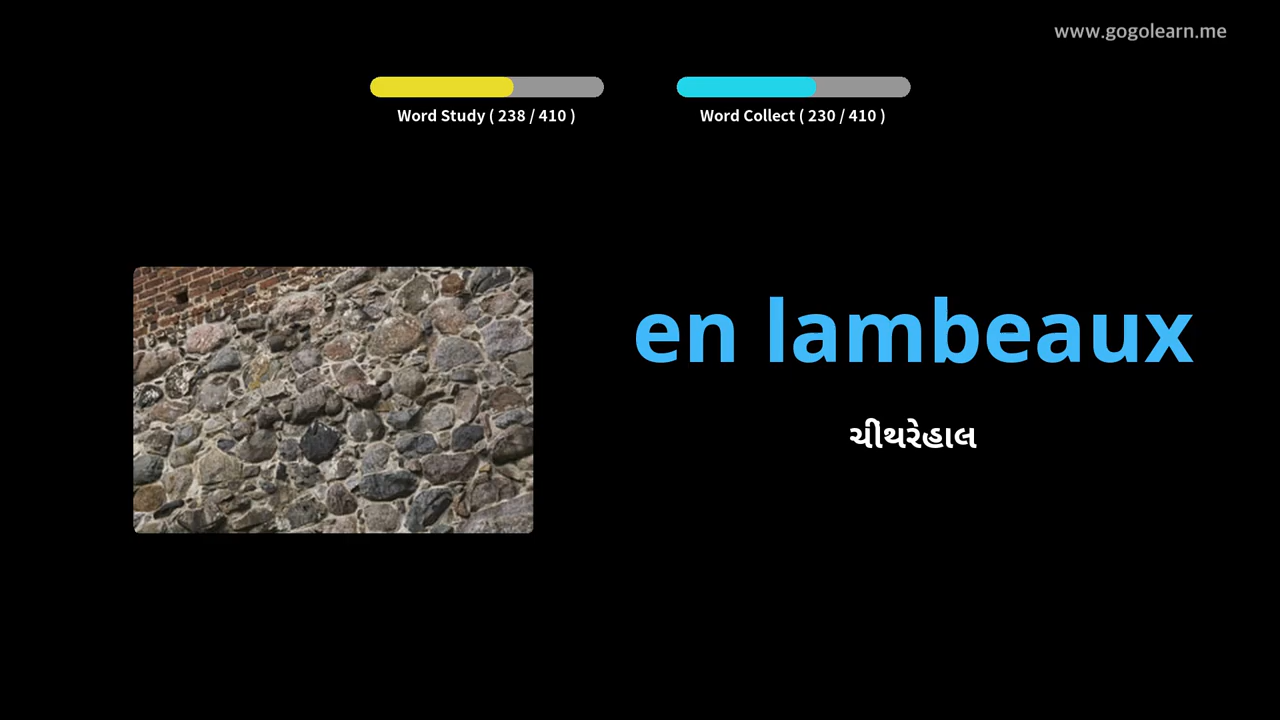 www.gogolearn.me
Word Study ( 238 / 410 )
Word Collect ( 230 / 410 )
en lambeaux
ચીંથરેહાલ